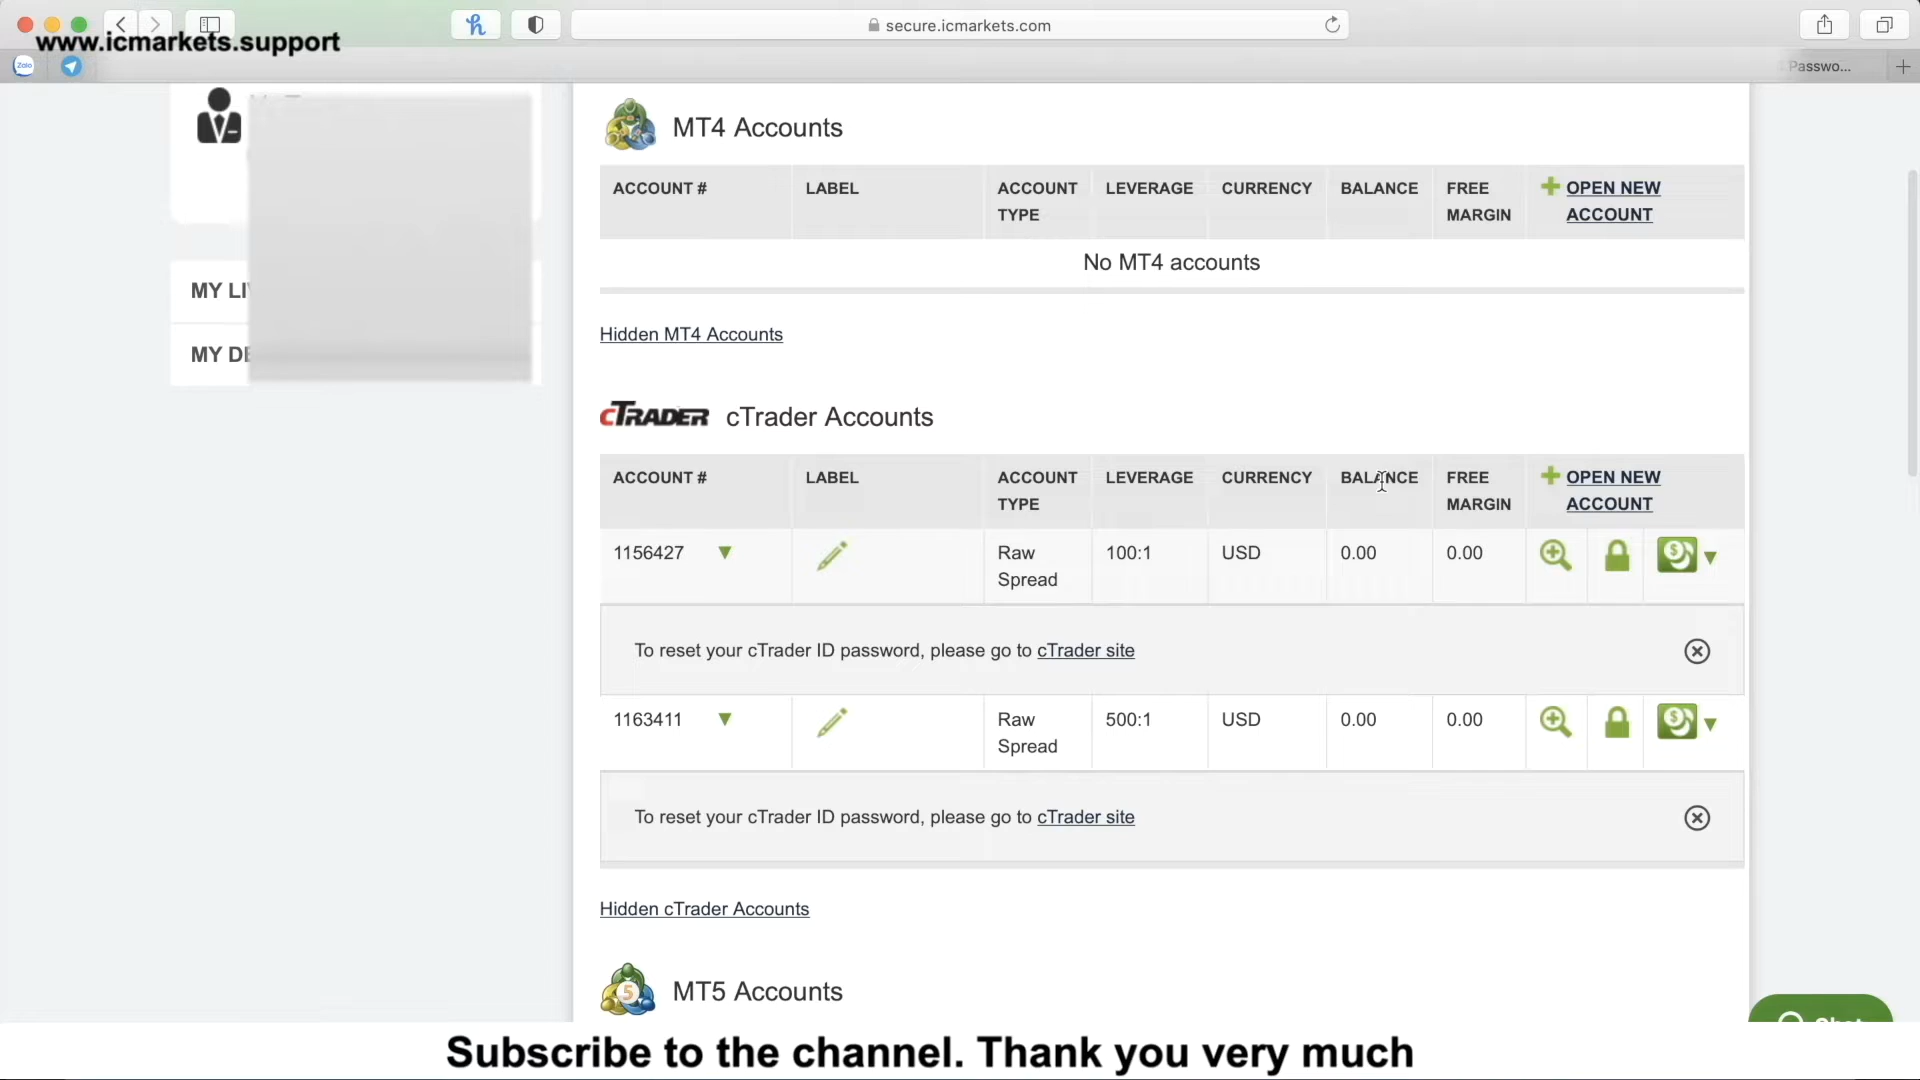 secure.icmarkets.com
www.icmarkets.support
Zalo
Passwo...
MT4 Accounts
ACCOUNT # LABEL ACCOUNT TYPE LEVERAGE CURRENCY BALANCE FREE MARGIN OPEN NEW ACCOUNT
No MT4 accounts
MY LI
Hidden MT4 Accounts
MY DE
cTRADER cTrader Accounts
ACCOUNT # LABEL ACCOUNT TYPE LEVERAGE CURRENCY BALANCE FREE MARGIN OPEN NEW ACCOUNT
1156427 Raw Spread 100:1 USD 0.00 0.00
To reset your cTrader ID password, please go to cTrader site
1163411 Raw Spread 500:1 USD 0.00 0.00
To reset your cTrader ID password, please go to cTrader site
Hidden cTrader Accounts
5 MT5 Accounts
Subscribe to the channel. Thank you very much